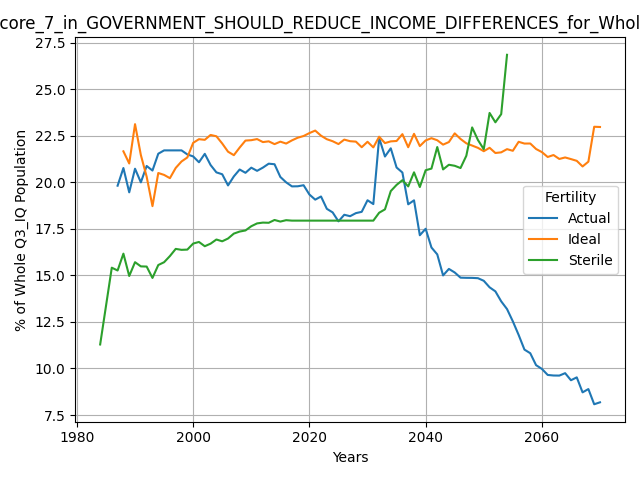 core_7_in_GOVERNMENT_SHOULD_REDUCE_INCOME_DIFFERENCES_for_Whol
27.5
25.0
22.5
20.0
17.5
15.0
12.5
10.0
7.5
% of Whole Q3_IQ Population
Fertility
Actual
Ideal
Sterile
1980
2000
2020
2040
2060
Years